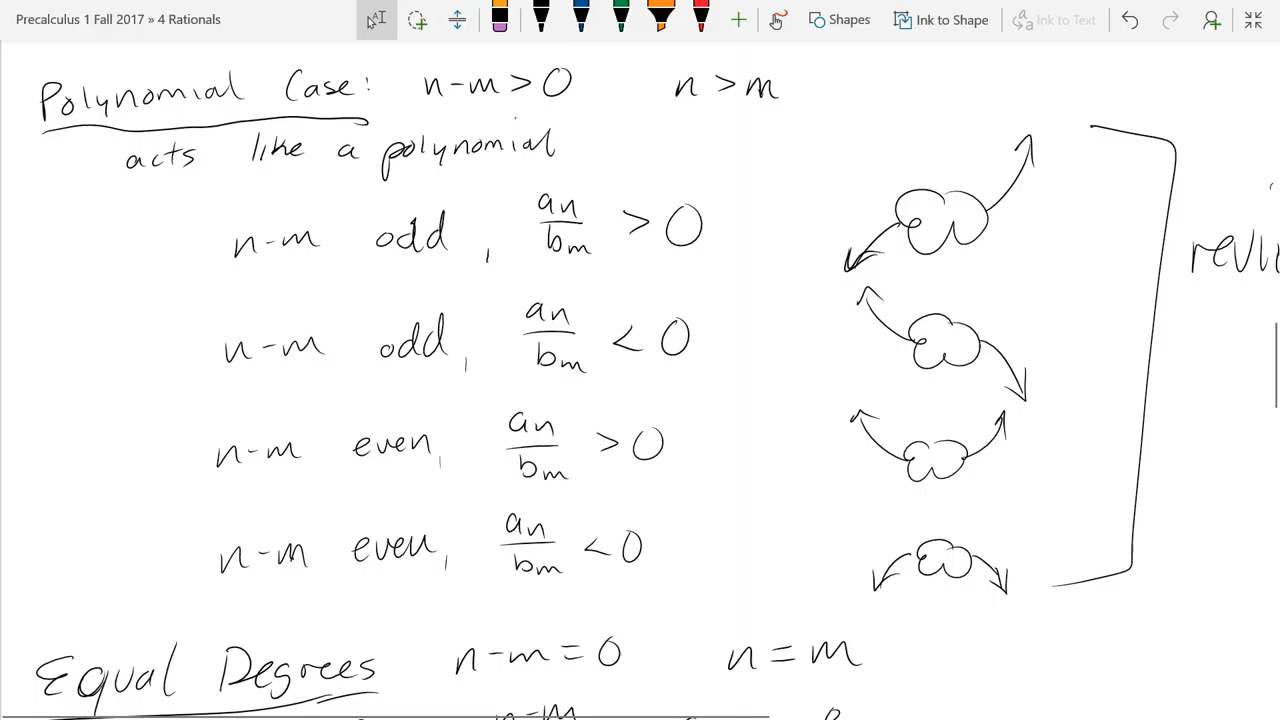 Precalculus 1 Fall 2017 » 4 Rationals
Shapes Ink to Shape Ink to Text
Polynomial Case: n-m>0 n>m
acts like a polynomial
n-m odd, an/bm > 0
n-m odd, an/bm < 0
n-m even, an/bm > 0
n-m even, an/bm < 0
Equal Degrees n-m=0 n=m
n-m